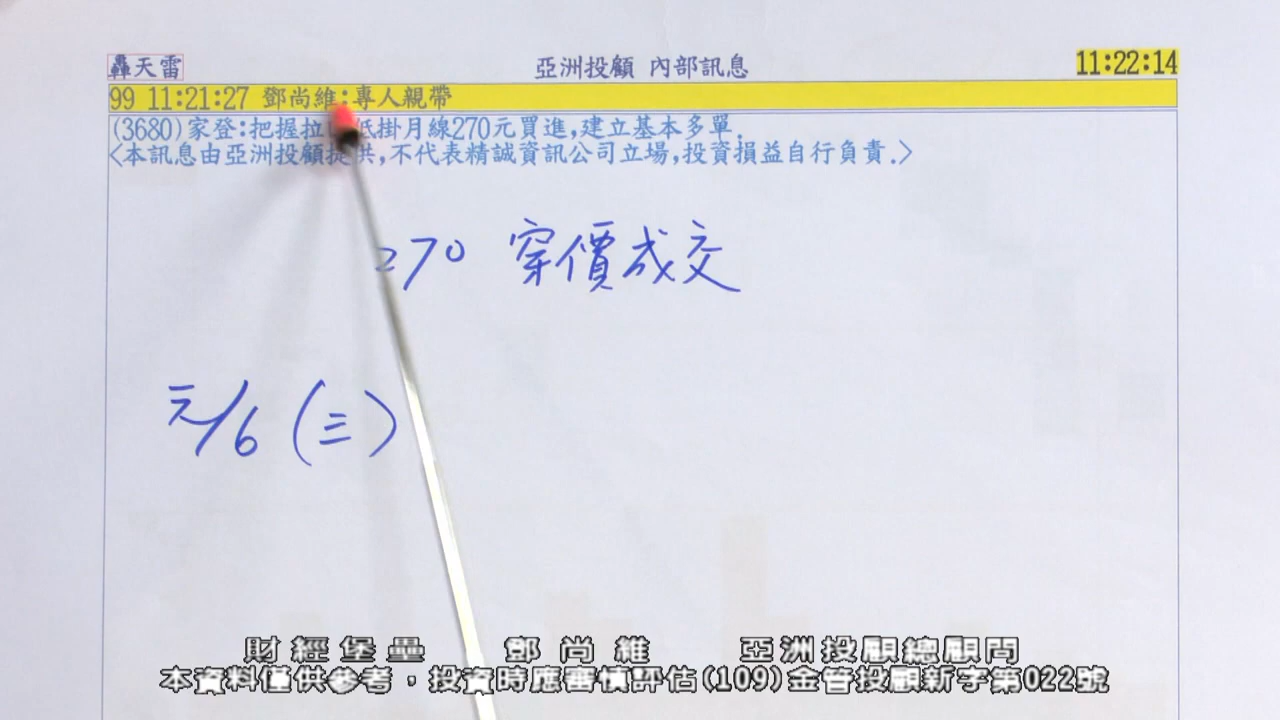 轟天雷 亞洲投顧 內部訊息 11:22:14
99 11:21:27 鄧尚維:專人親帶
(3680)家登:把握拉 低掛月線270元買進,建立基本多單.
<本訊息由亞洲投顧提供,不代表精誠資訊公司立場,投資損益自行負責.>
270 穿價成交
元/6 (三)
財經堡壘 鄧尚維 亞洲投顧總顧問
本資料僅供參考,投資時應審慎評估(109)金管投顧新字第022號